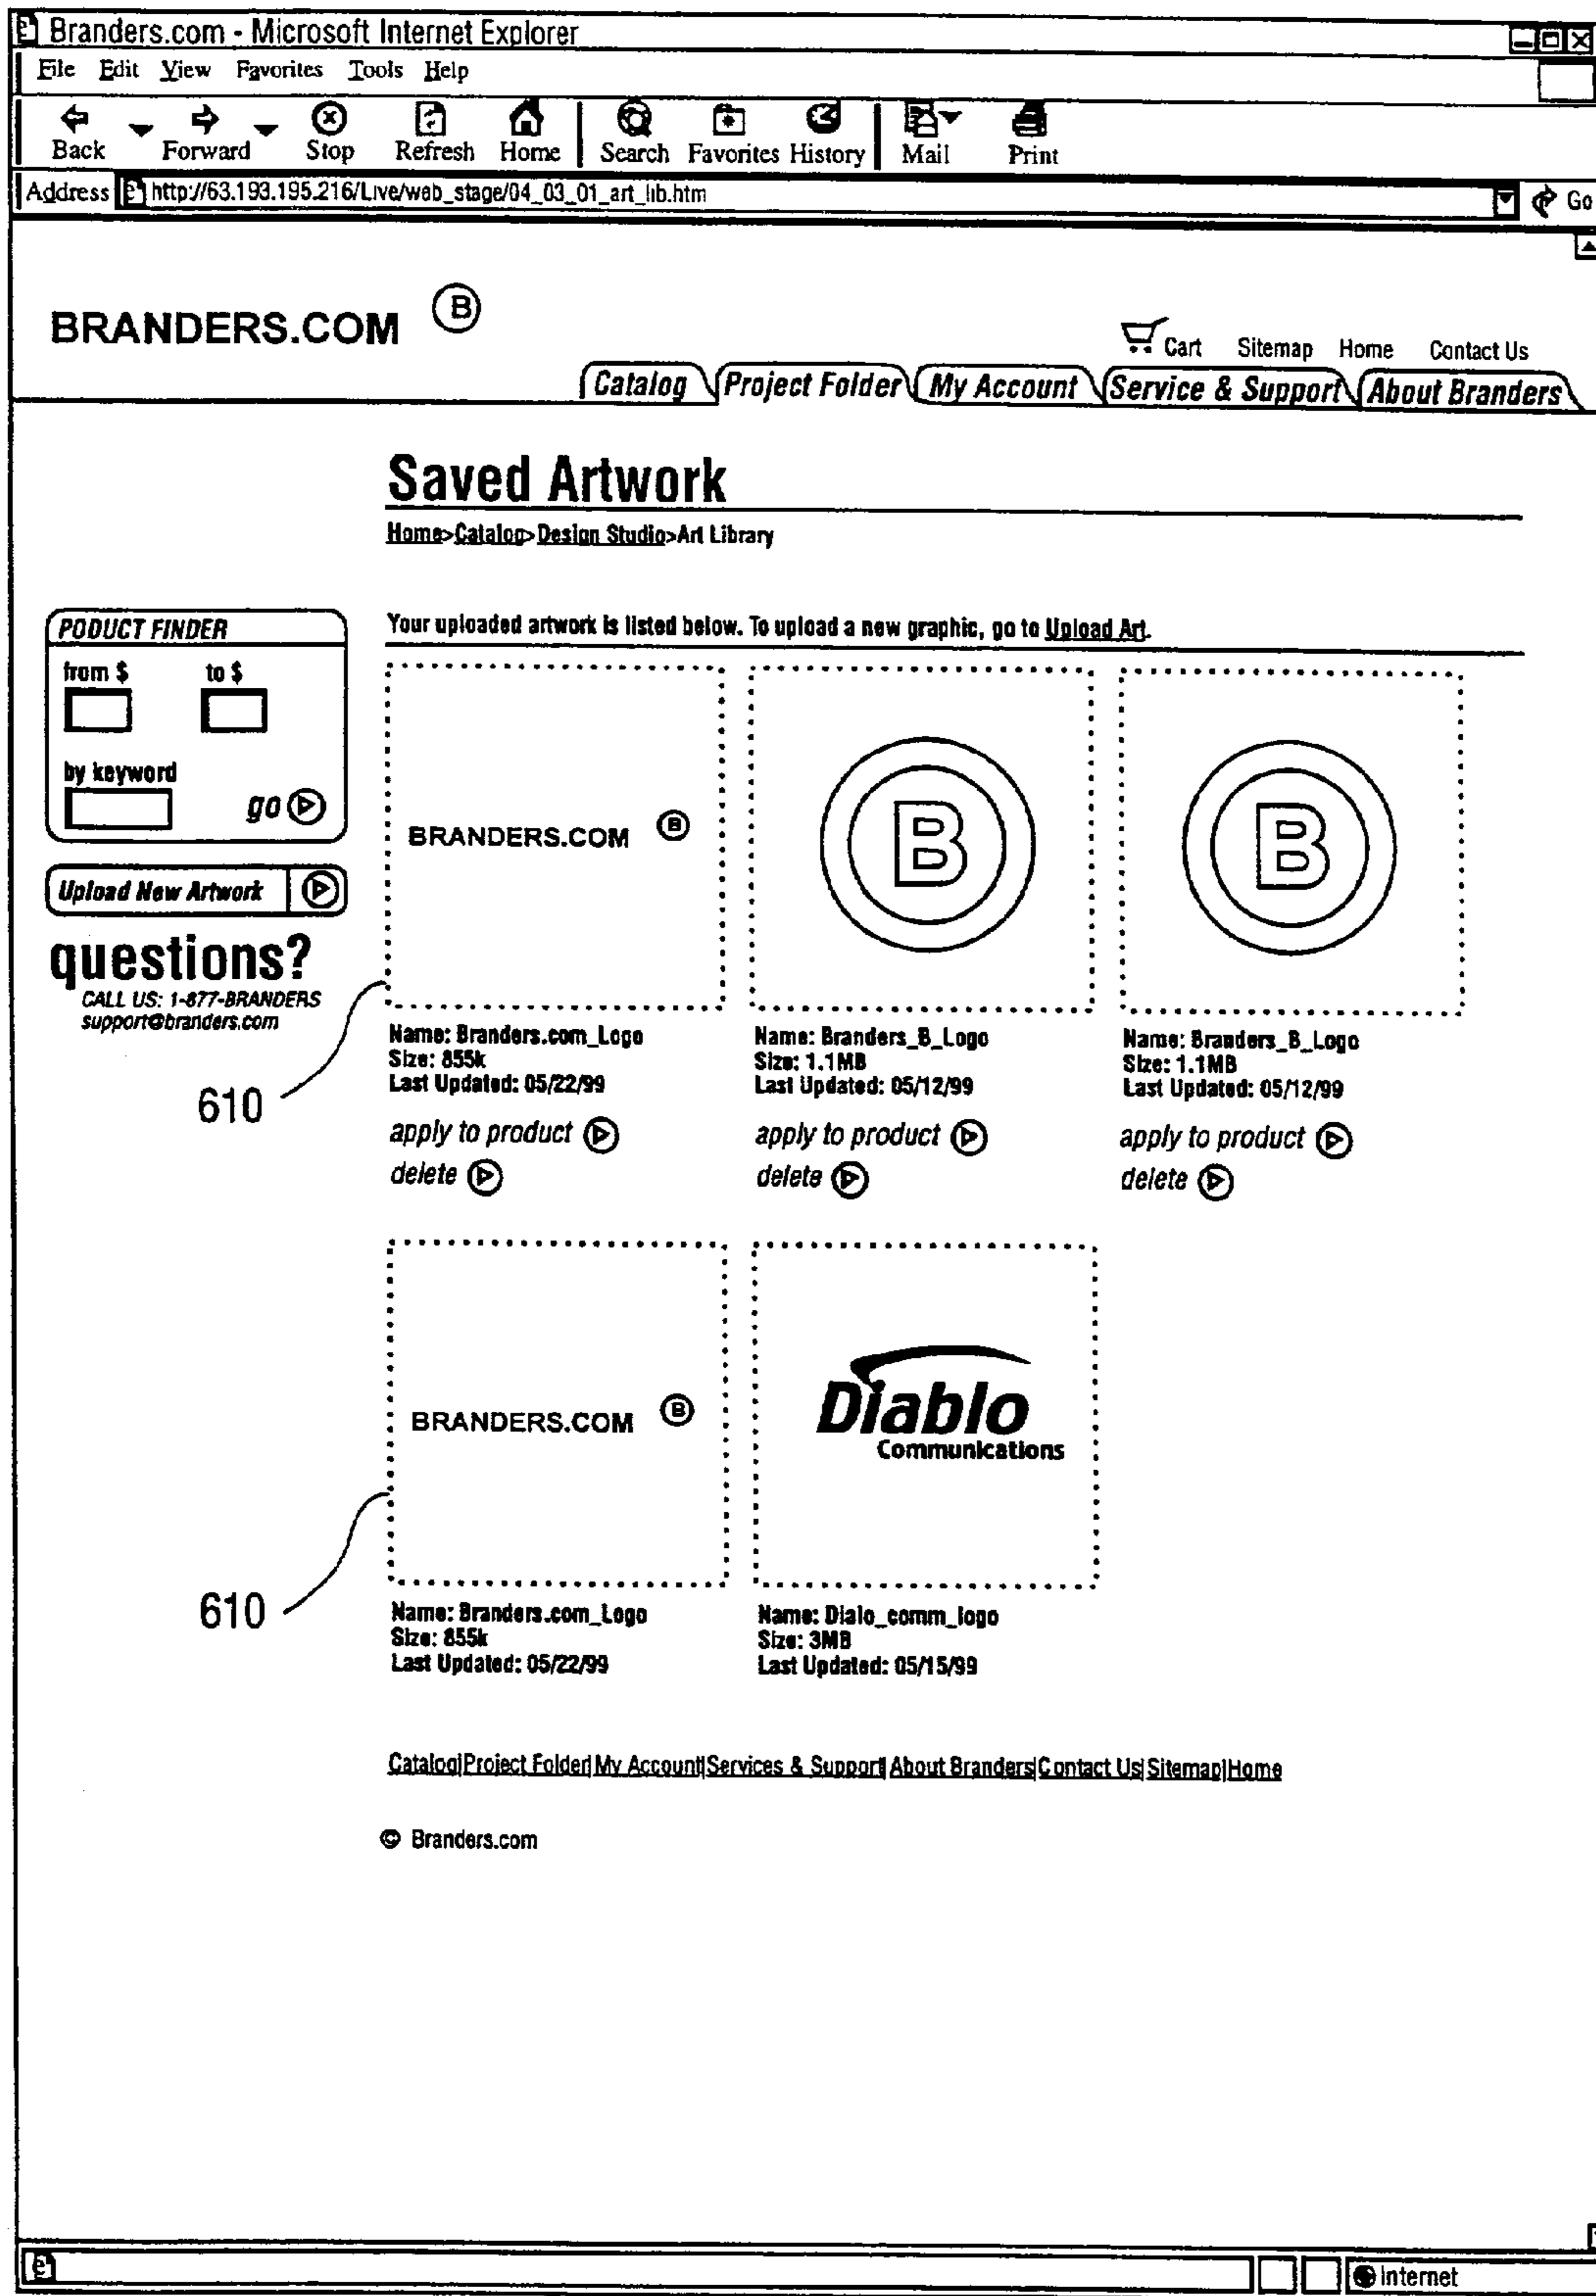 Branders.com - Microsoft Internet Explorer
File Edit View Favorites Tools Help
Back Forward Stop Refresh Home Search Favorites History Mail Print
Address http://63.193.195.216/Live/web_stage/04_03_01_art_lib.htm Go
BRANDERS.COM B
Cart Sitemap Home Contact Us
Catalog Project Folder My Account Service & Support About Branders
Saved Artwork
Home>Catalog>Design Studio>Art Library
PODUCT FINDER
from $ to $
by keyword
go
Upload New Artwork
questions?
CALL US: 1-877-BRANDERS
support@branders.com
Your uploaded artwork is listed below. To upload a new graphic, go to Upload Art.
BRANDERS.COM B
B
B
610
Name: Branders.com_Logo
Size: 855k
Last Updated: 05/22/99
apply to product
delete
Name: Branders_B_Logo
Size: 1.1MB
Last Updated: 05/12/99
apply to product
delete
Name: Branders_B_Logo
Size: 1.1MB
Last Updated: 05/12/99
apply to product
delete
BRANDERS.COM B
Diablo
Communications
610
Name: Branders.com_Logo
Size: 855k
Last Updated: 05/22/99
Name: Dialo_comm_logo
Size: 3MB
Last Updated: 05/15/99
Catalog|Project Folder|My Account|Services & Support|About Branders|Contact Us|Sitemap|Home
© Branders.com
Internet